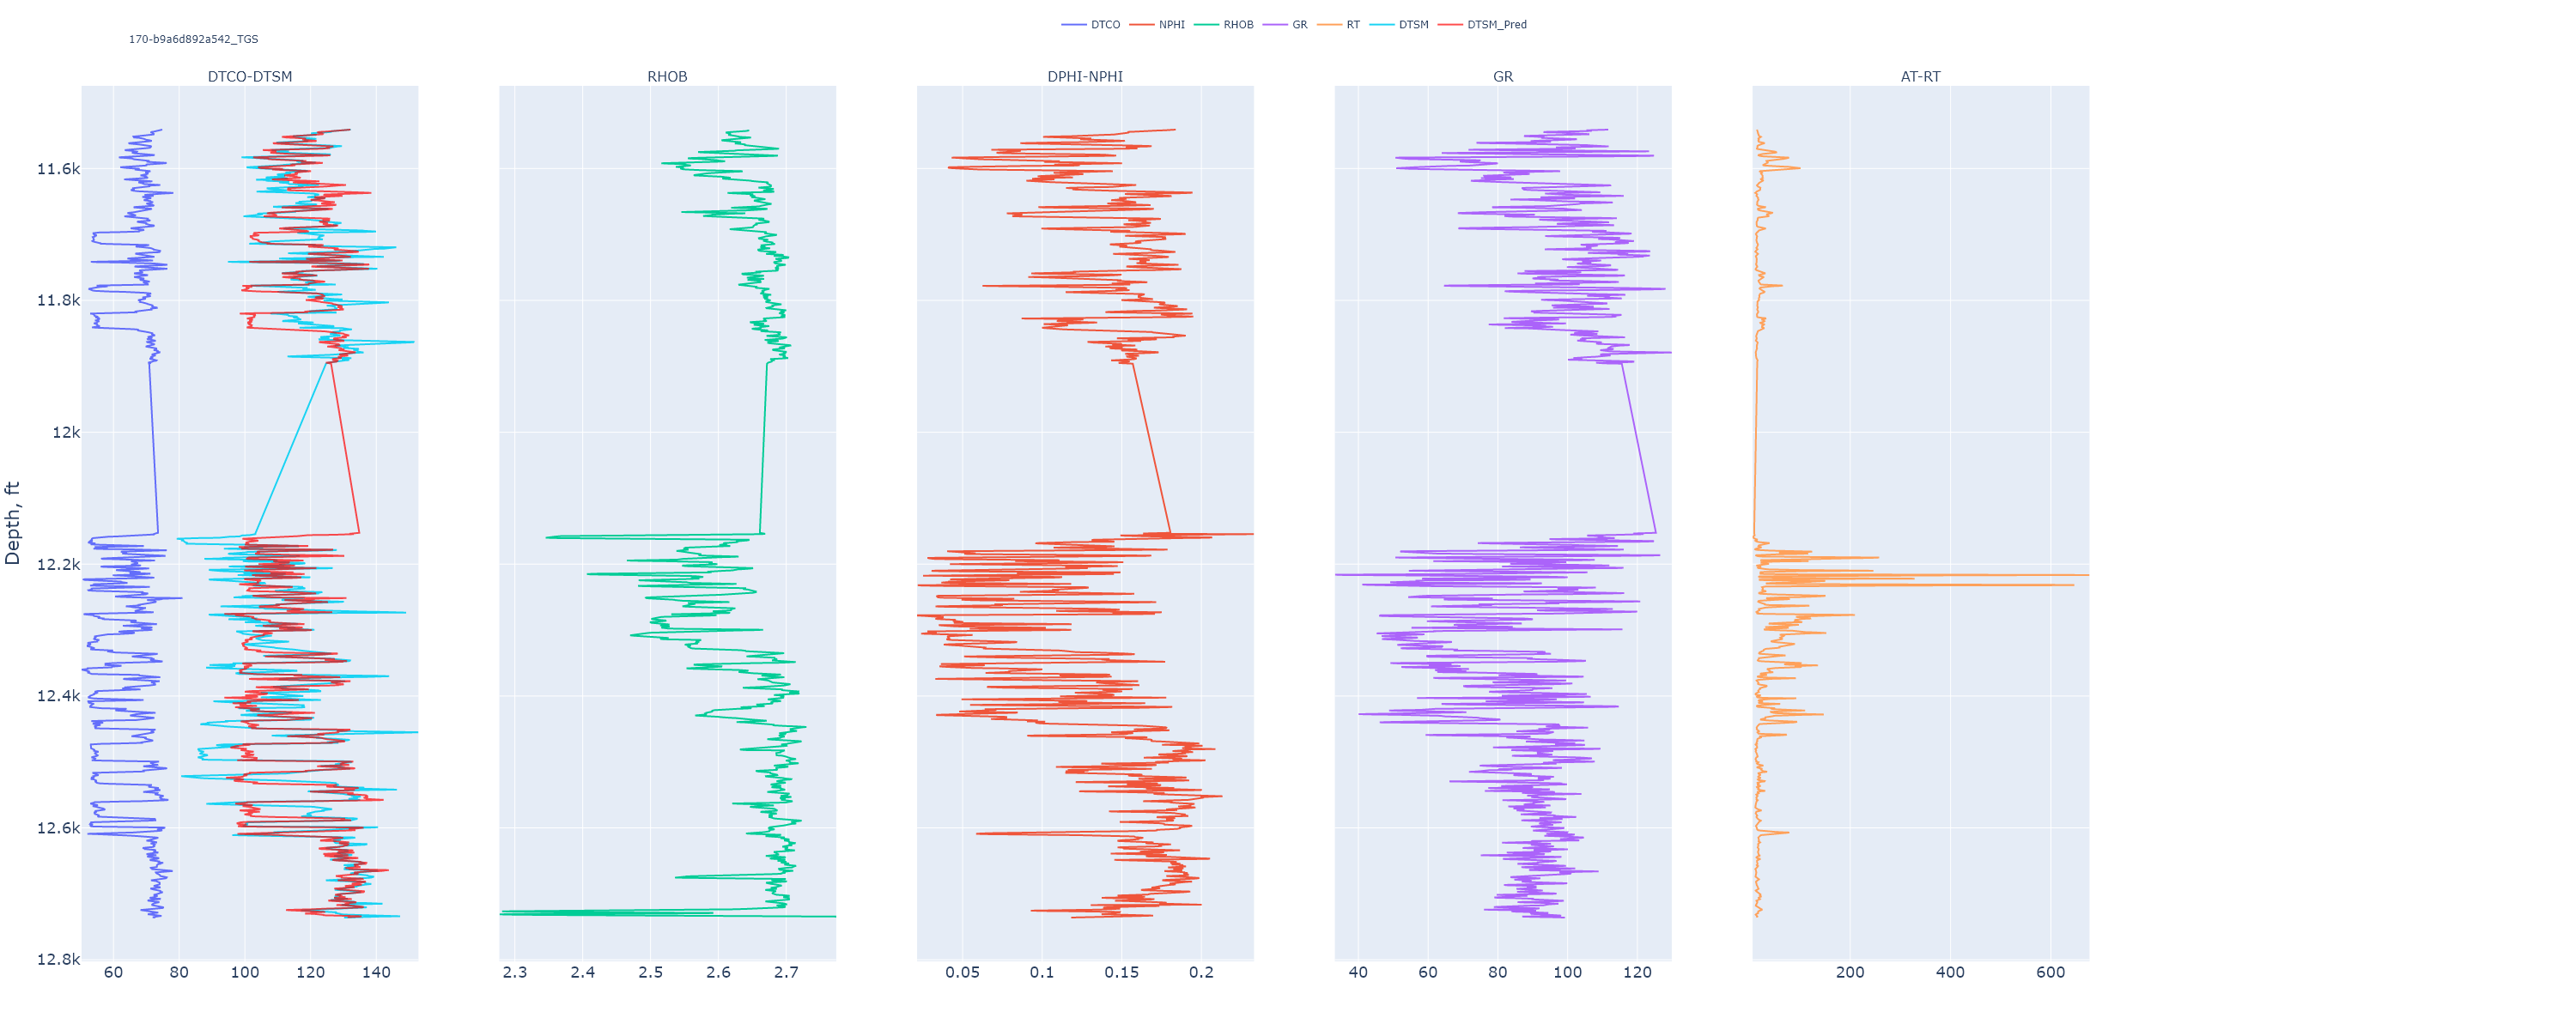 DTCO NPHI RHOB GR RT DTSM DTSM_Pred
170-b9a6d892a542_TGS
DTCO-DTSM RHOB DPHI-NPHI GR AT-RT
Depth, ft
11.6k
11.8k
12k
12.2k
12.4k
12.6k
12.8k
60 80 100 120 140 2.3 2.4 2.5 2.6 2.7 0.05 0.1 0.15 0.2 40 60 80 100 120 200 400 600